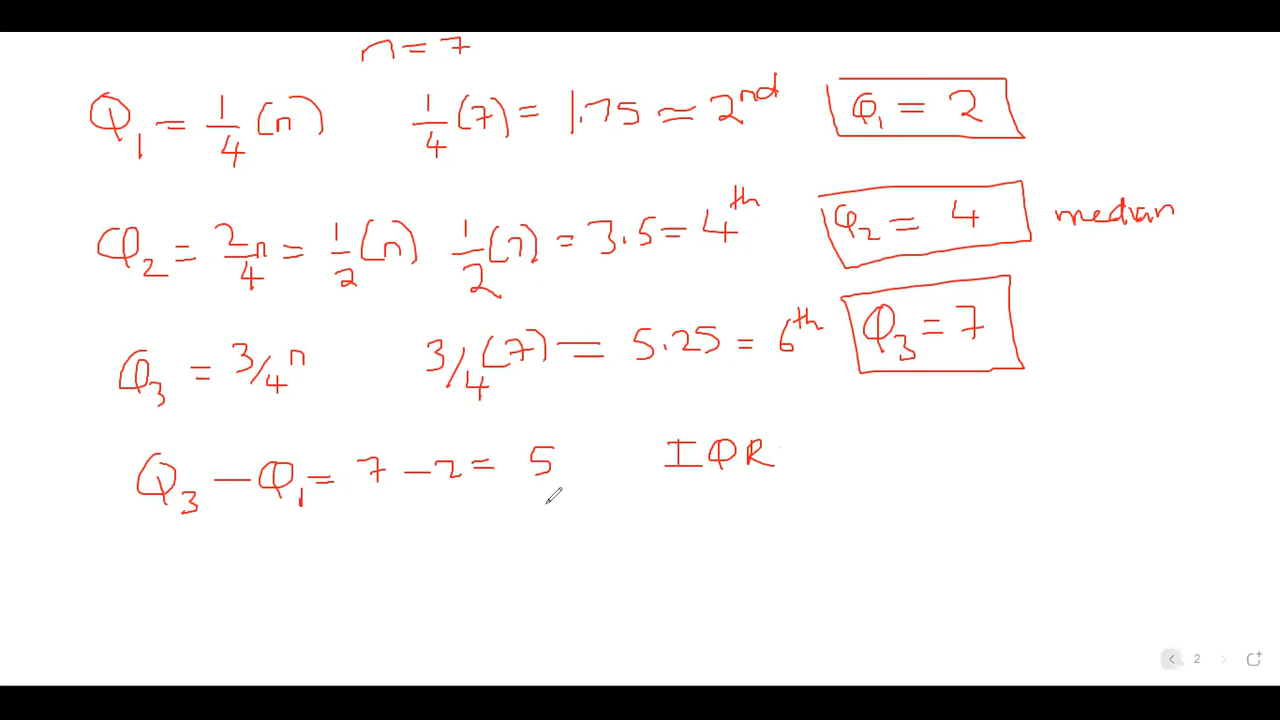 n = 7
Q₁ = 1/4 (n) 1/4 (7) = 1.75 ≃ 2nd Q₁ = 2
Q₂ = 2n/4 = 1/2 (n) 1/2 (7) = 3.5 = 4th Q₂ = 4 median
Q₃ = 3/4 n 3/4 (7) = 5.25 = 6th Q₃ = 7
Q₃ - Q₁ = 7 - 2 = 5 IQR
2